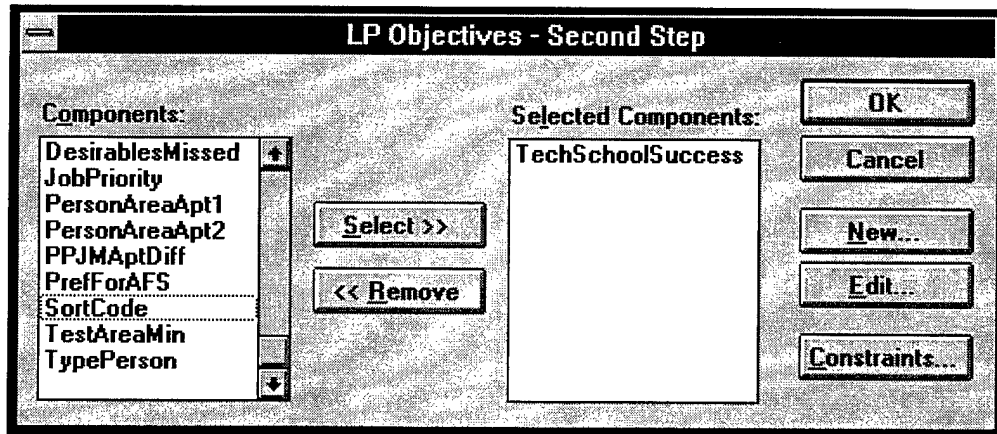 LP Objectives - Second Step
Components:
DesirablesMissed
JobPriority
PersonAreaApt1
PersonAreaApt2
PPJMAptDiff
PrefForAFS
SortCode
TestAreaMin
TypePerson
Select >>
<< Remove
Selected Components:
TechSchoolSuccess
OK
Cancel
New...
Edit...
Constraints...